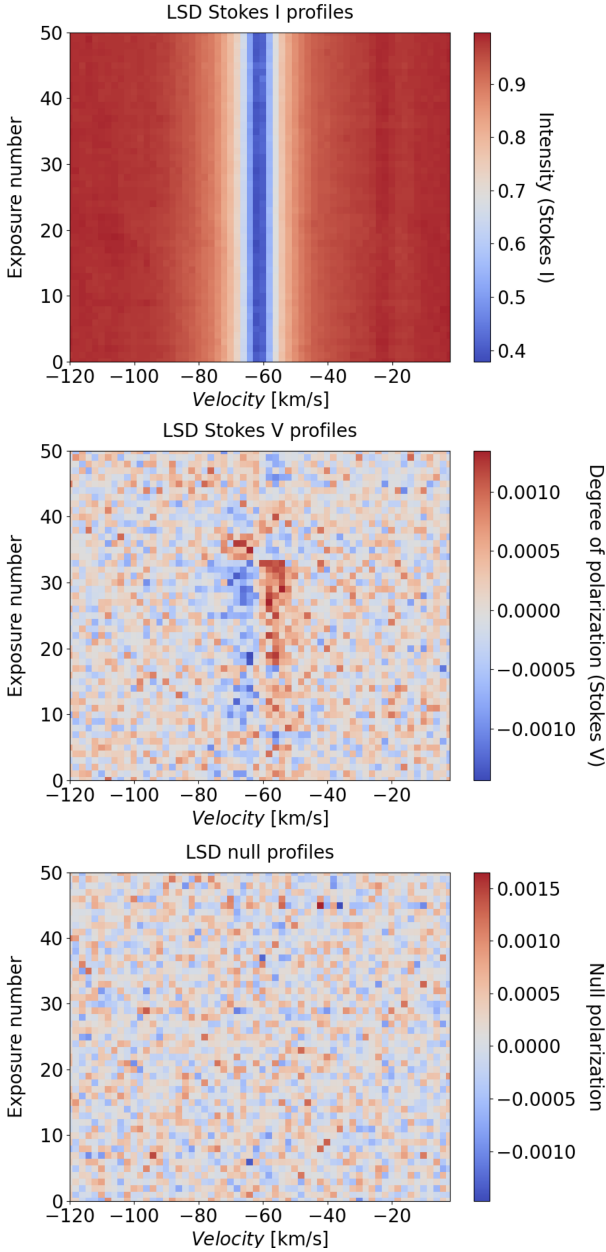 LSD Stokes I profiles
50
40
30
20
10
0
Exposure number
−120 −100 −80 −60 −40 −20
Velocity [km/s]
0.9
0.8
0.7
0.6
0.5
0.4
Intensity (Stokes I)
LSD Stokes V profiles
50
40
30
20
10
0
Exposure number
−120 −100 −80 −60 −40 −20
Velocity [km/s]
0.0010
0.0005
0.0000
−0.0005
−0.0010
Degree of polarization (Stokes V)
LSD null profiles
50
40
30
20
10
0
Exposure number
−120 −100 −80 −60 −40 −20
Velocity [km/s]
0.0015
0.0010
0.0005
0.0000
−0.0005
−0.0010
Null polarization